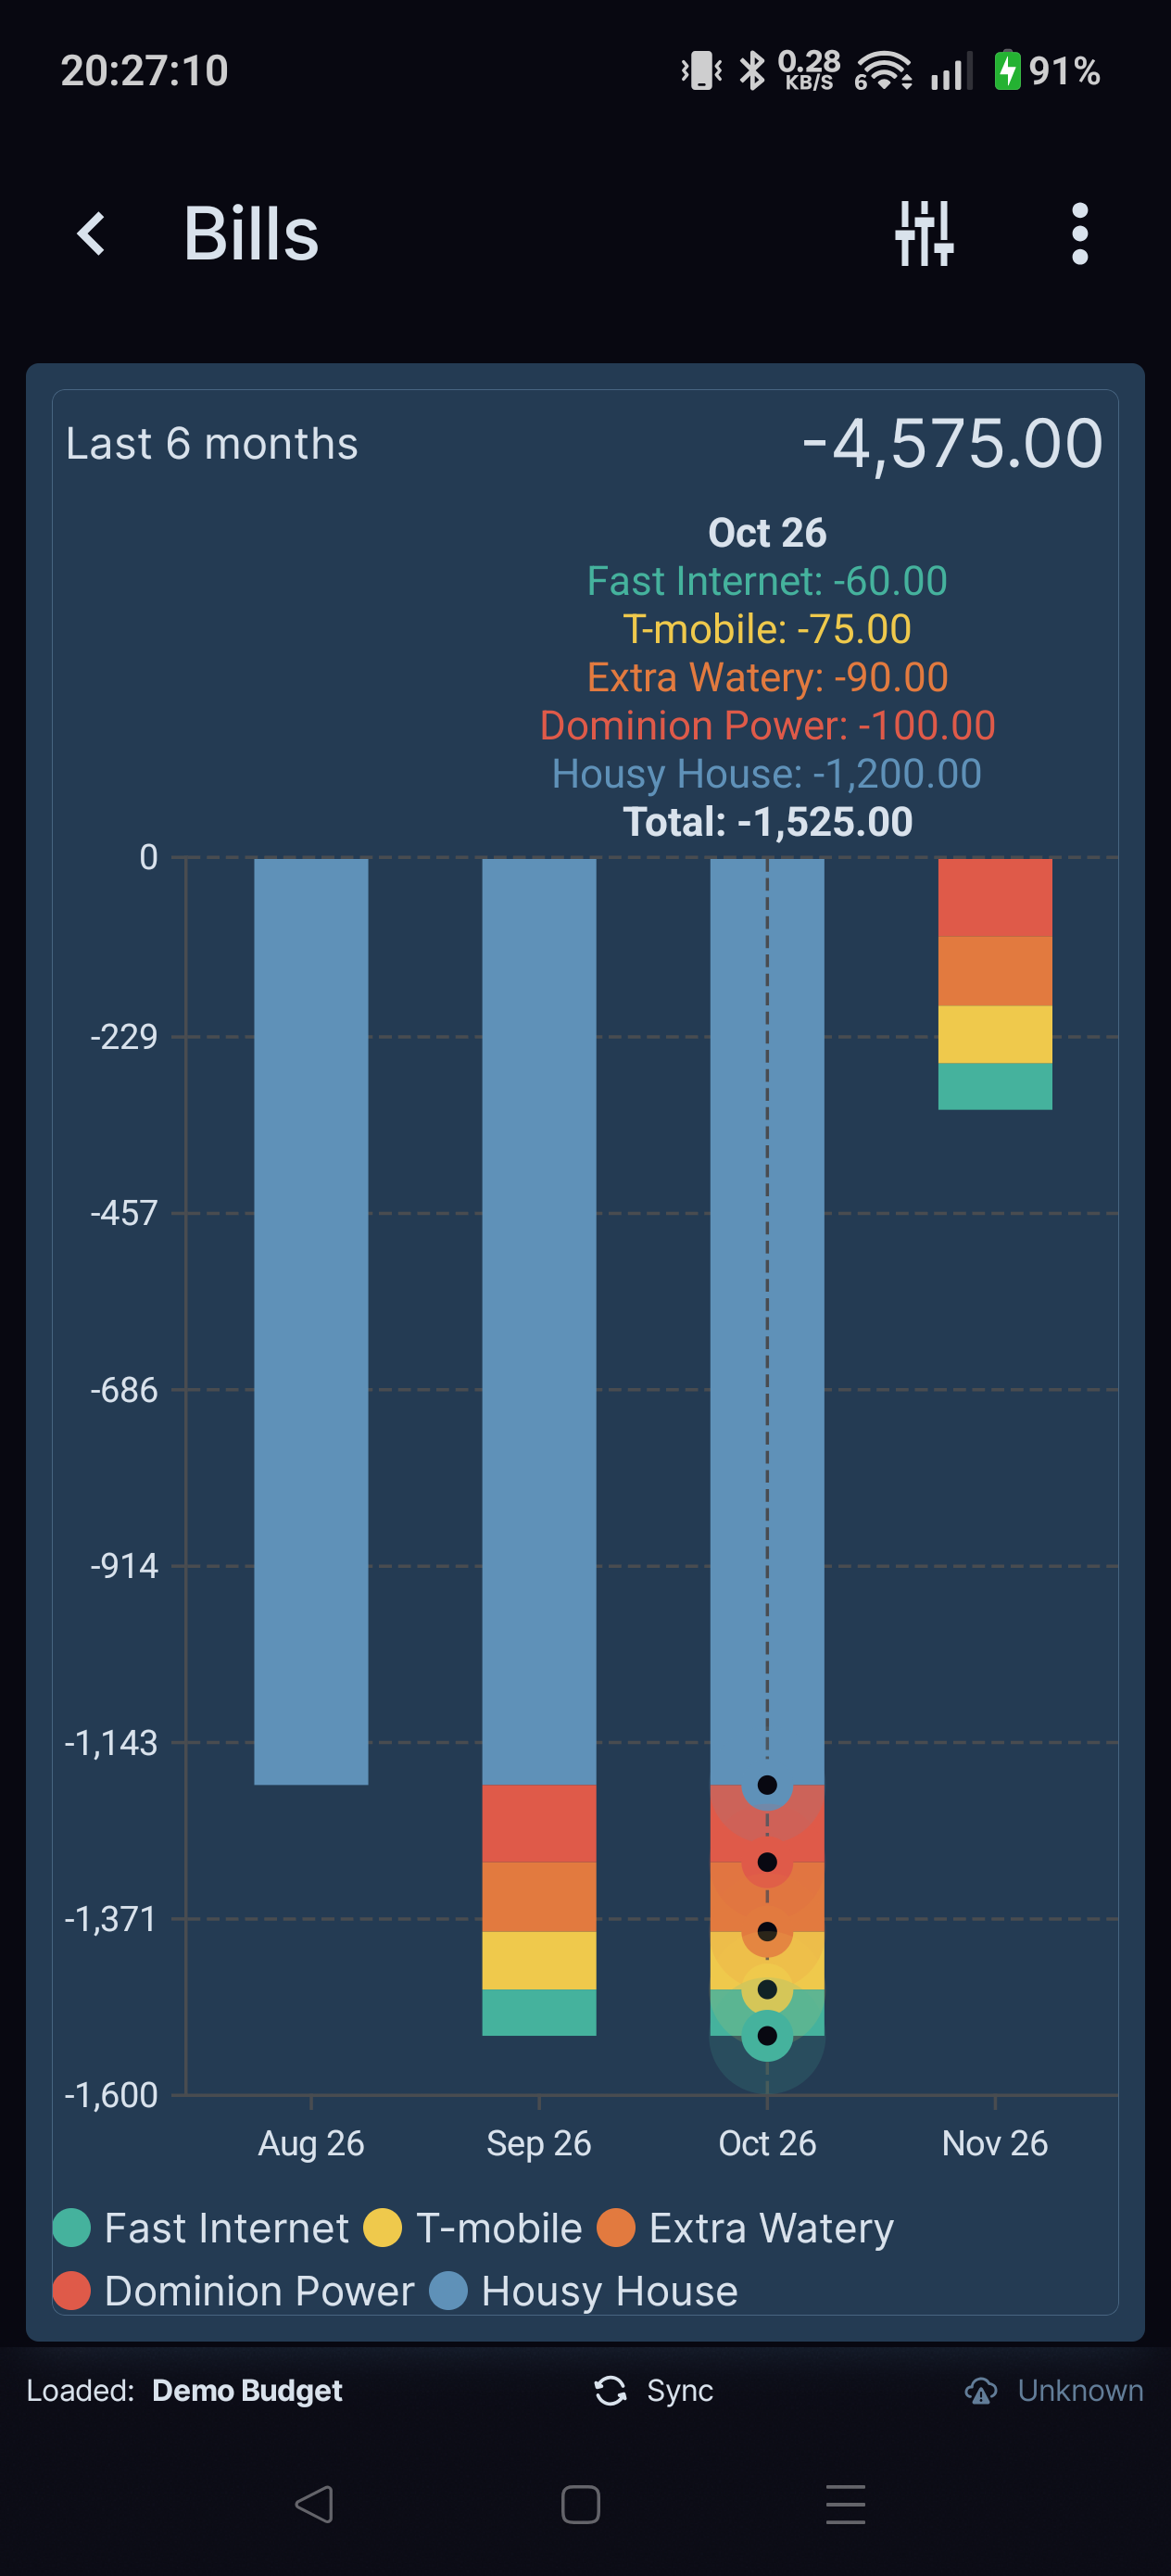 20:27:10
0.28
KB/S
6
91%
Bills
Last 6 months
-4,575.00
Oct 26
Fast Internet: -60.00
T-mobile: -75.00
Extra Watery: -90.00
Dominion Power: -100.00
Housy House: -1,200.00
Total: -1,525.00
0
-229
-457
-686
-914
-1,143
-1,371
-1,600
Aug 26 Sep 26 Oct 26 Nov 26
Fast Internet T-mobile Extra Watery
Dominion Power Housy House
Loaded: Demo Budget Sync Unknown